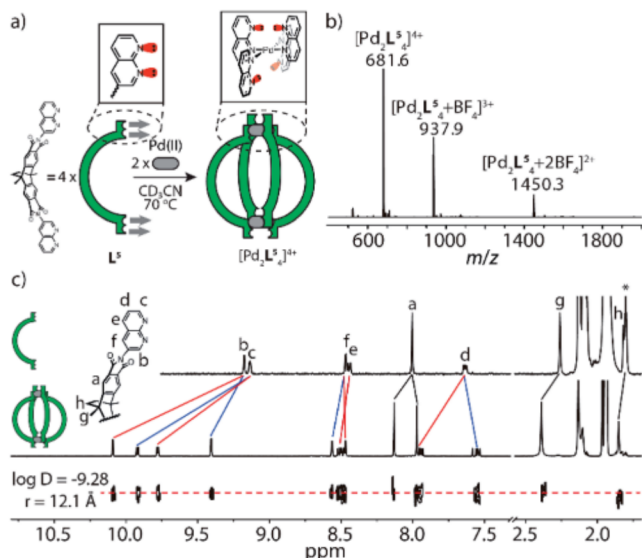 a)
N
N
N
N
N
N
Pd(II)
= 4 x
2 x
CD₃CN
70 °C
L⁵
[Pd₂L⁵₄]⁴⁺
b)
[Pd₂L⁵₄]⁴⁺
681.6
[Pd₂L⁵₄+BF₄]³⁺
937.9
[Pd₂L⁵₄+2BF₄]²⁺
1450.3
600 1000 1400 1800
m/z
c)
d c
e
f
b
a
h
g
b
c
f
e
a
d
g
h
*
log D = -9.28
r = 12.1 Å
10.5 10.0 9.5 9.0 8.5 8.0 7.5 2.5 2.0
ppm